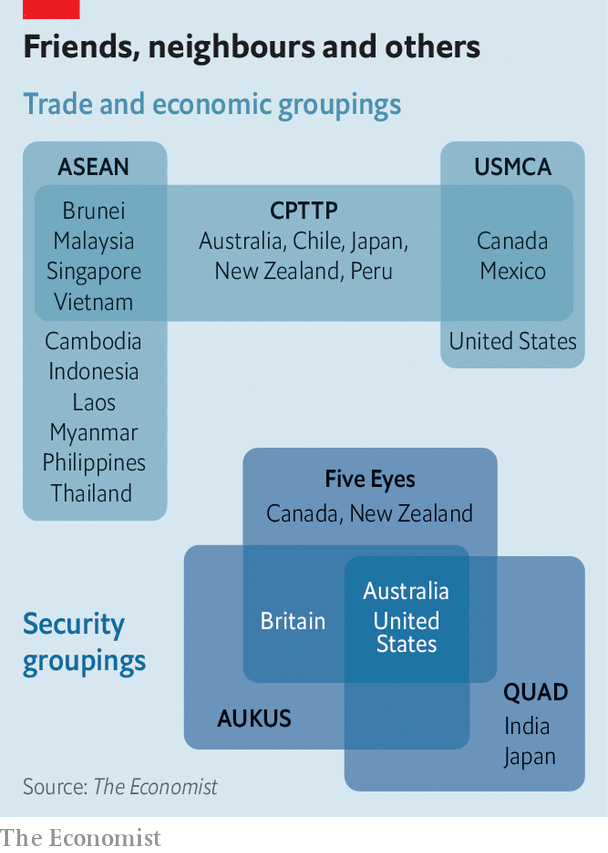 Friends, neighbours and others
Trade and economic groupings
ASEAN
Brunei
Malaysia
Singapore
Vietnam
Cambodia
Indonesia
Laos
Myanmar
Philippines
Thailand
CPTTP
Australia, Chile, Japan,
New Zealand, Peru
USMCA
Canada
Mexico
United States
Security
groupings
Five Eyes
Canada, New Zealand
Britain
Australia
United
States
AUKUS
QUAD
India
Japan
Source: The Economist
The Economist